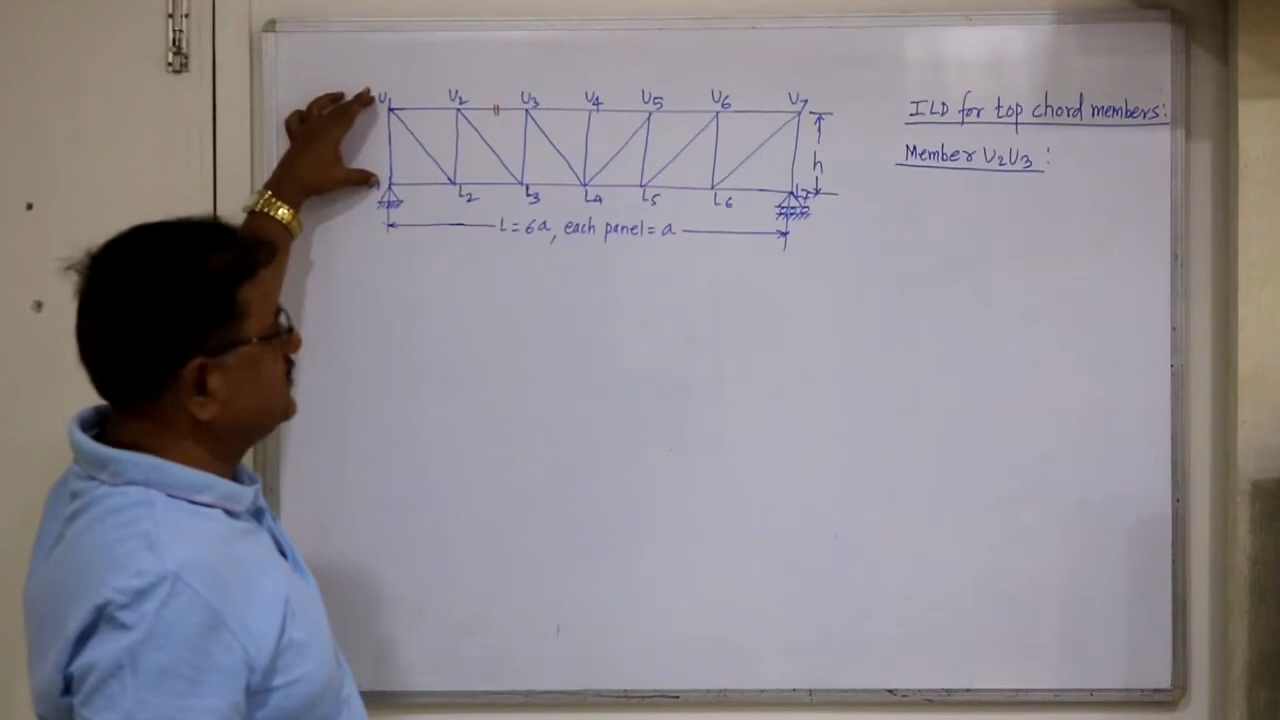 U₁ U₂ U₃ U₄ U₅ U₆ U₇
h
L₂ L₃ L₄ L₅ L₆ L₇
L=6a, each panel=a
ILD for top chord members:
Member U₂U₃: